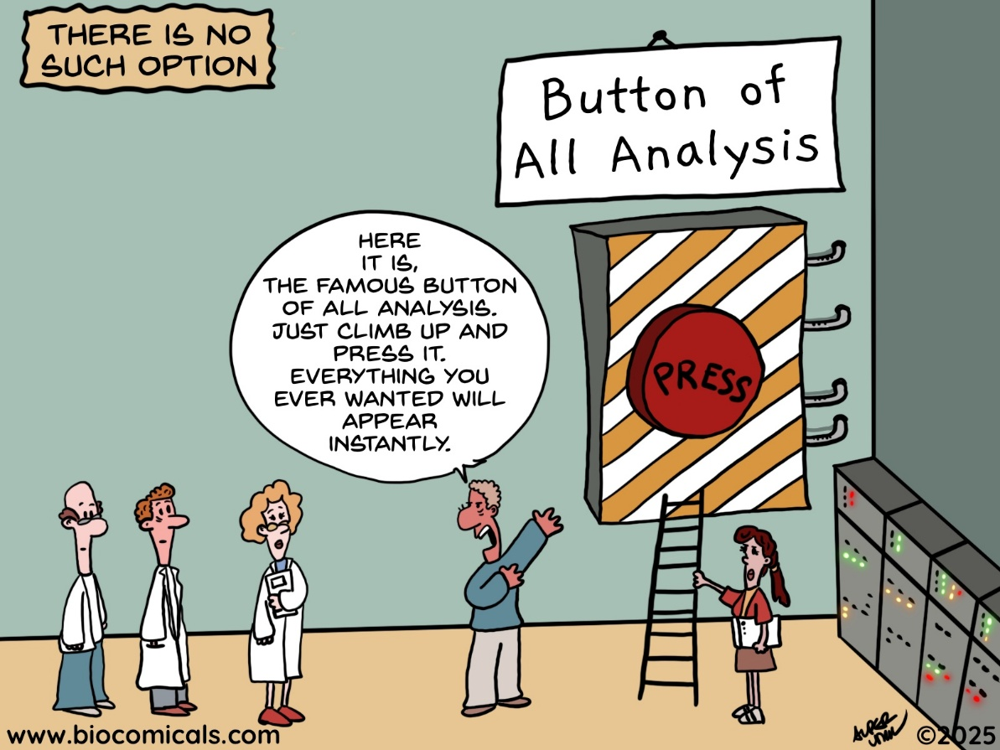 THERE IS NO
SUCH OPTION
Button of
All Analysis
HERE
IT IS,
THE FAMOUS BUTTON
OF ALL ANALYSIS.
JUST CLIMB UP AND
PRESS IT.
EVERYTHING YOU
EVER WANTED WILL
APPEAR
INSTANTLY.
PRESS
www.biocomicals.com
©2025